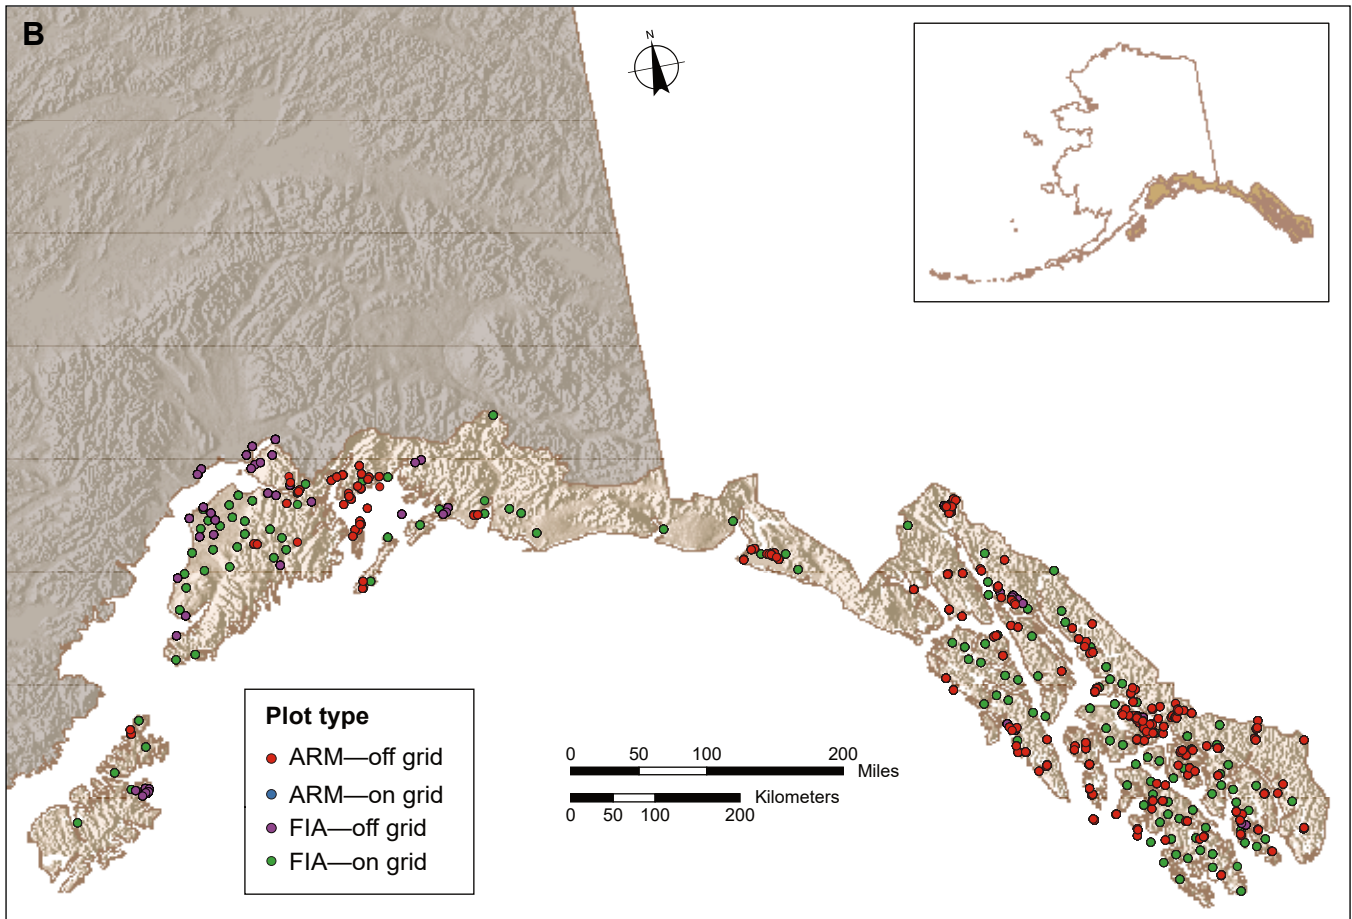 B
N
Plot type
ARM—off grid
ARM—on grid
FIA—off grid
FIA—on grid
0 50 100 200
Miles
Kilometers
0 50 100 200